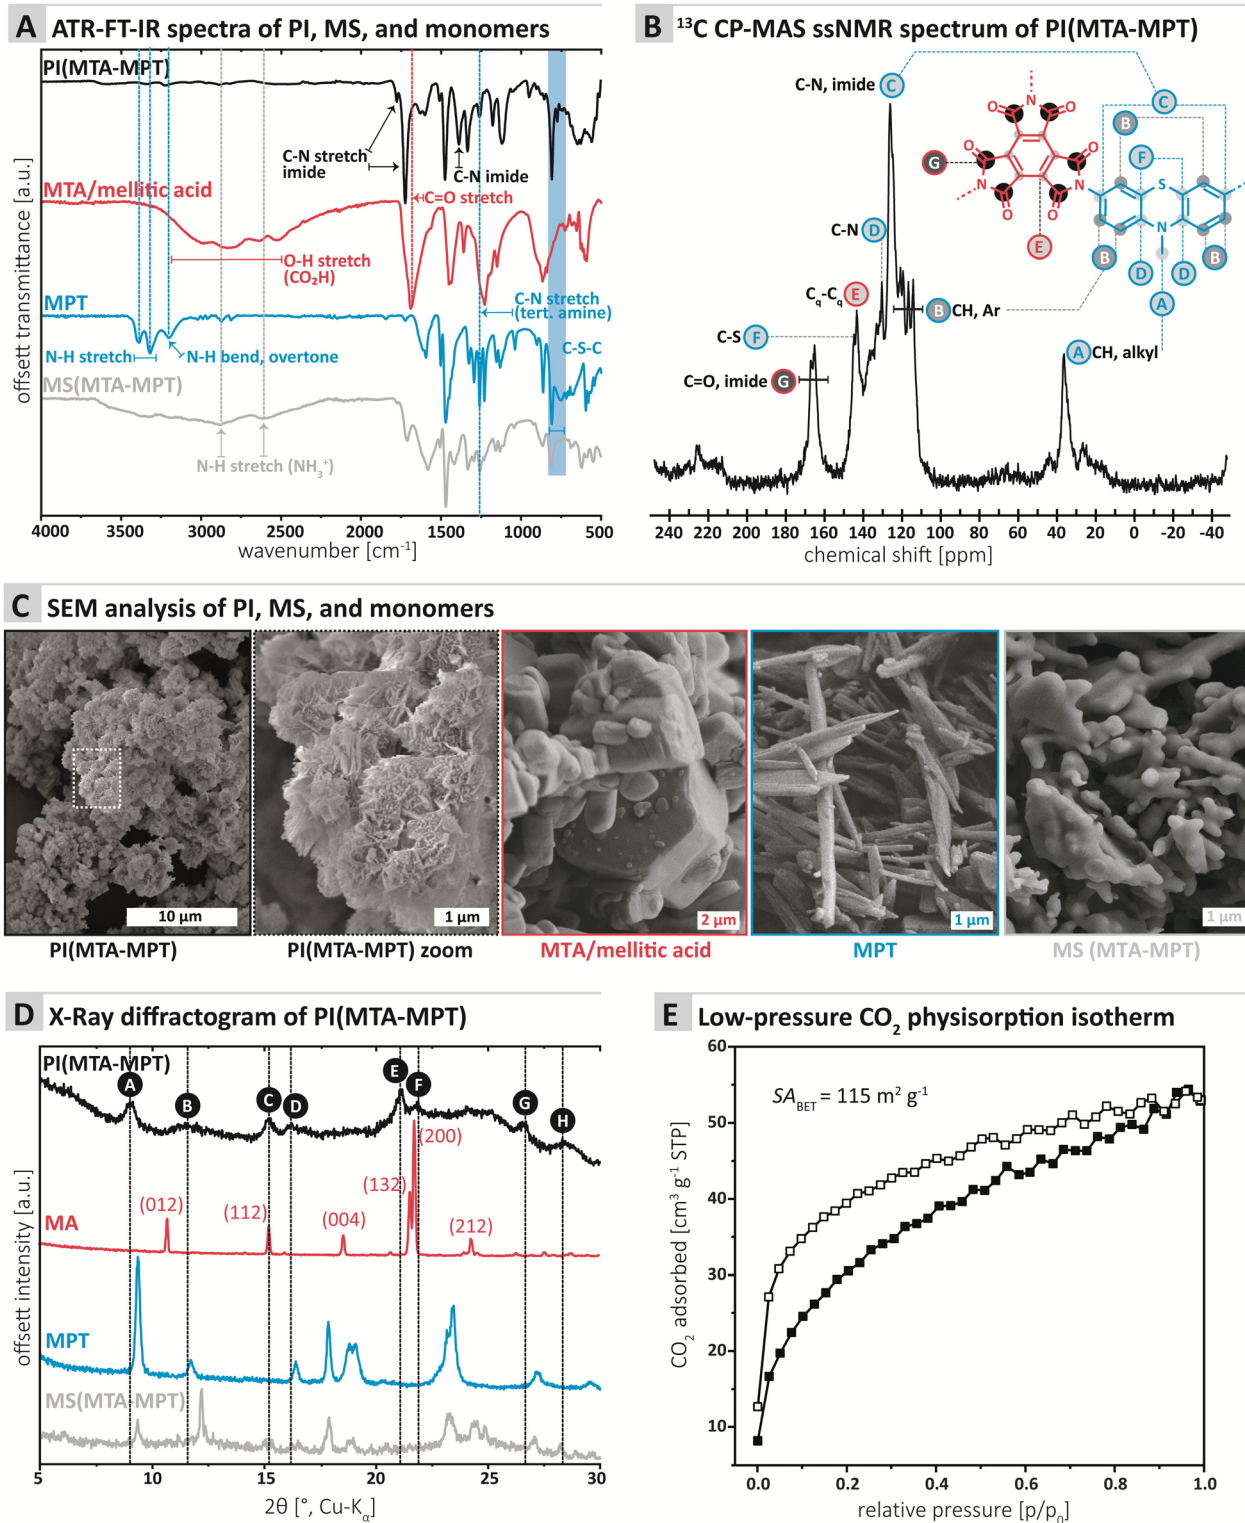 A ATR-FT-IR spectra of PI, MS, and monomers
PI(MTA-MPT)
C-N stretch
imide
C-N imide
MTA/mellitic acid
C=O stretch
O-H stretch
(CO₂H)
MPT
C-N stretch
(tert. amine)
N-H stretch
N-H bend, overtone
C-S-C
MS(MTA-MPT)
N-H stretch (NH₃⁺)
offsett transmittance [a.u.]
4000 3500 3000 2500 2000 1500 1000 500
wavenumber [cm⁻¹]
B ¹³C CP-MAS ssNMR spectrum of PI(MTA-MPT)
C-N, imide C
C
B
F
G
O N O
O O
O O
N N
O O
S
N
E
B B
D D
A
C-N D
C_q-C_q E
B CH, Ar
C-S F
C=O, imide G
A CH, alkyl
240 220 200 180 160 140 120 100 80 60 40 20 0 -20 -40
chemical shift [ppm]
C SEM analysis of PI, MS, and monomers
10 µm
1 µm
2 µm
1 µm
1 µm
PI(MTA-MPT)
PI(MTA-MPT) zoom
MTA/mellitic acid
MPT
MS (MTA-MPT)
D X-Ray diffractogram of PI(MTA-MPT)
PI(MTA-MPT)
A B C D E F G H
MA
(012) (112) (004) (132) (200) (212)
MPT
MS(MTA-MPT)
offsett intensity [a.u.]
5 10 15 20 25 30
2θ [°, Cu-K_α]
E Low-pressure CO₂ physisorption isotherm
SA_BET = 115 m² g⁻¹
CO₂ adsorbed [cm³ g⁻¹ STP]
60
50
40
30
20
10
0.0 0.2 0.4 0.6 0.8 1.0
relative pressure [p/p₀]